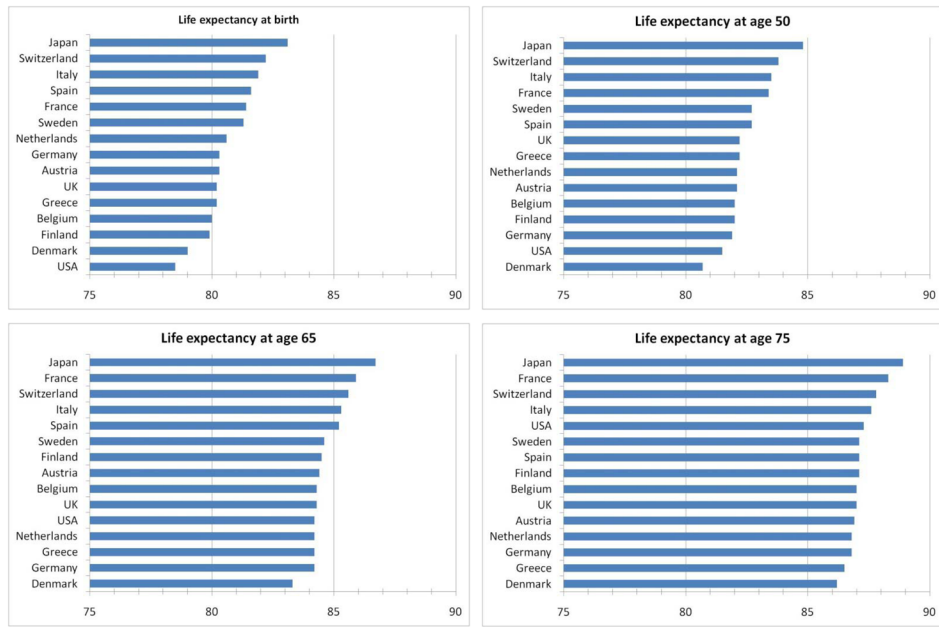 Life expectancy at birth
Japan
Switzerland
Italy
Spain
France
Sweden
Netherlands
Germany
Austria
UK
Greece
Belgium
Finland
Denmark
USA
75 80 85 90
Life expectancy at age 50
Japan
Switzerland
Italy
France
Sweden
Spain
UK
Greece
Netherlands
Austria
Belgium
Finland
Germany
USA
Denmark
75 80 85 90
Life expectancy at age 65
Japan
France
Switzerland
Italy
Spain
Sweden
Finland
Austria
Belgium
UK
USA
Netherlands
Greece
Germany
Denmark
75 80 85 90
Life expectancy at age 75
Japan
France
Switzerland
Italy
USA
Sweden
Spain
Finland
Belgium
UK
Austria
Netherlands
Germany
Greece
Denmark
75 80 85 90